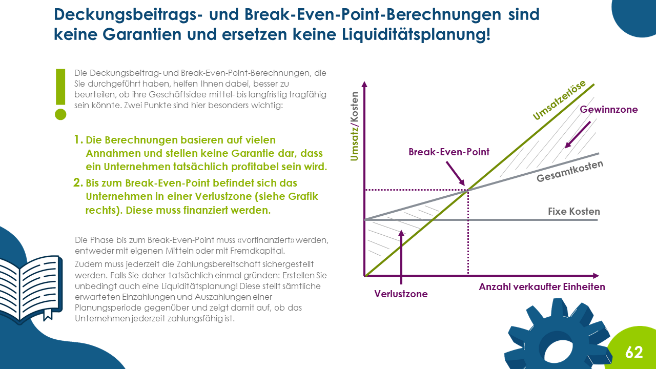 Deckungsbeitrags- und Break-Even-Point-Berechnungen sind
keine Garantien und ersetzen keine Liquiditätsplanung!
Die Deckungsbeitrag-und Break-Even-Point-Berechnungen, die
Sie durchgeführt haben, helfen Ihnen dabei, besser zu
beurteilen, ob Ihre Geschäftsidee mittel- bis langfristig tragfähig
sein könnte. Zwei Punkte sind hier besonders wichtig:
1. Die Berechnungen basieren auf vielen
Annahmen und stellen keine Garantie dar, dass
ein Unternehmen tatsächlich profitabel sein wird.
2. Bis zum Break-Even-Point befindet sich das
Unternehmen in einer Verlustzone (siehe Grafik
rechts). Diese muss finanziert werden.
Die Phase bis zum Break-Even-Point muss «vorfinanziert» werden,
entweder mit eigenen Mitteln oder mit Fremdkapital.
Zudem muss jederzeit die Zahlungsbereitschaft sichergestellt
werden. Falls Sie daher tatsächlich einmal gründen: Erstellen Sie
unbedingt auch eine Liquiditätsplanung! Diese stellt sämtliche
erwarteten Einzahlungen und Auszahlungen einer
Planungsperiode gegenüber und zeigt damit auf, ob das
Unternehmen jederzeit zahlungsfähig ist.
Umsatz/Kosten
Umsatzerlöse
Gewinnzone
Break-Even-Point
Gesamtkosten
Fixe Kosten
Verlustzone
Anzahl verkaufter Einheiten
62